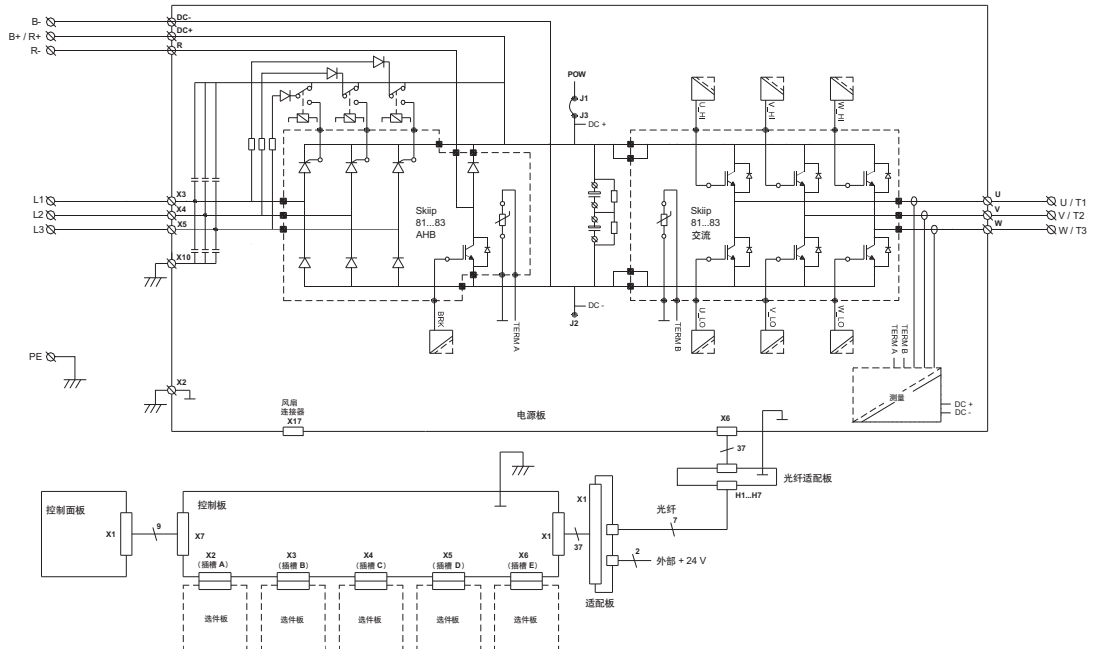 B-
DC-
B+ / R+
DC+
R-
R
POW
J1
J3
DC +
U_HI
V_HI
W_HI
L1
X3
L2
X4
L3
X5
X10
Skiip
81...83
AHB
Skiip
81...83
交流
U
V
W
U / T1
V / T2
W / T3
BRK
TERM A
DC -
J2
TERM B
U_LO
V_LO
W_LO
TERM B
TERM A
PE
X2
测量
DC +
DC -
风扇
连接器
X17
电源板
X6
37
光纤适配板
H1...H7
控制面板
X1
9
X7
控制板
X1
37
X1
光纤
7
2
外部 + 24 V
适配板
X2
(插槽 A)
X3
(插槽 B)
X4
(插槽 C)
X5
(插槽 D)
X6
(插槽 E)
选件板
选件板
选件板
选件板
选件板